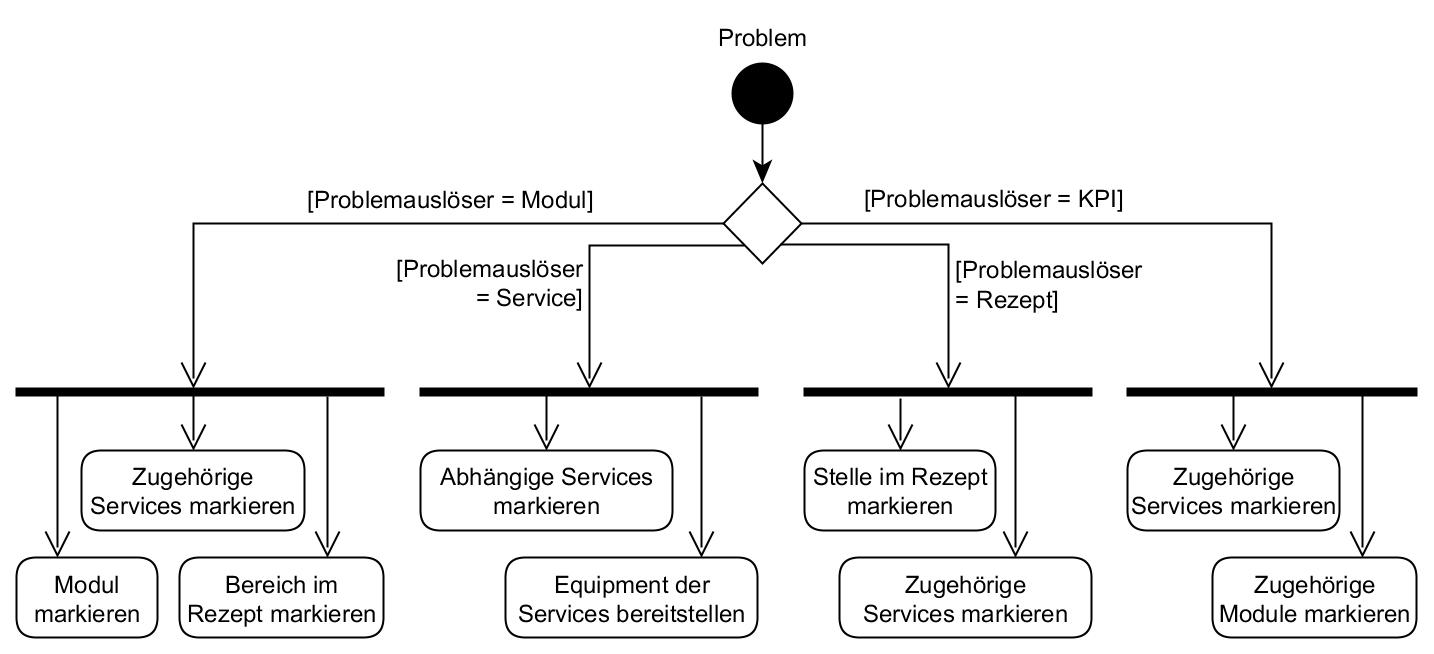 Problem
[Problemauslöser = Modul]
[Problemauslöser = KPI]
[Problemauslöser
= Service]
[Problemauslöser
= Rezept]
Zugehörige
Services markieren
Modul
markieren
Bereich im
Rezept markieren
Abhängige Services
markieren
Equipment der
Services bereitstellen
Stelle im Rezept
markieren
Zugehörige
Services markieren
Zugehörige
Services markieren
Zugehörige
Module markieren